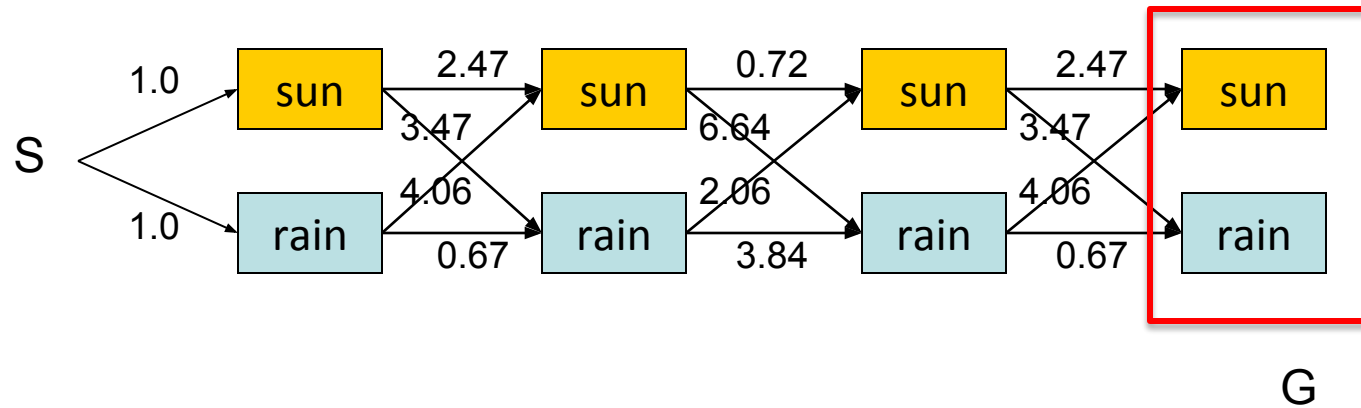 2.47 0.72 2.47
1.0
sun sun sun sun
3.47 6.64 3.47
S
4.06 2.06 4.06
1.0
rain rain rain rain
0.67 3.84 0.67
G